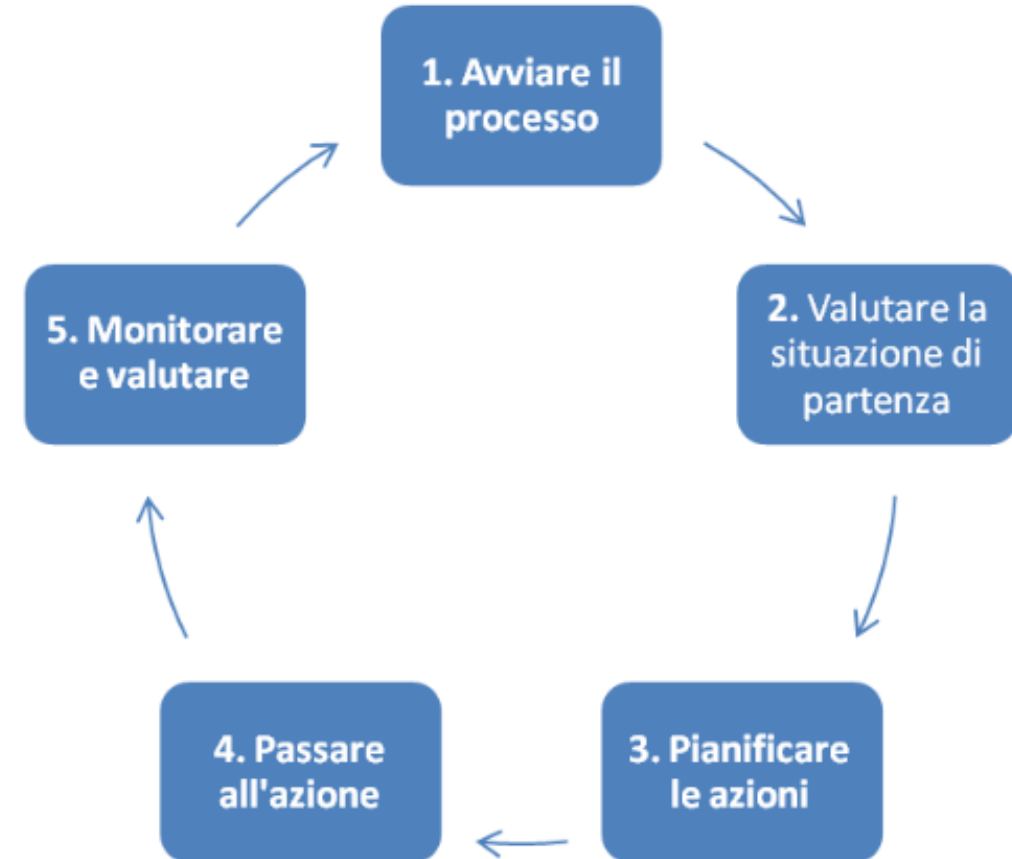 1. Avviare il
processo
2. Valutare la
situazione di
partenza
3. Pianificare
le azioni
4. Passare
all'azione
5. Monitorare
e valutare